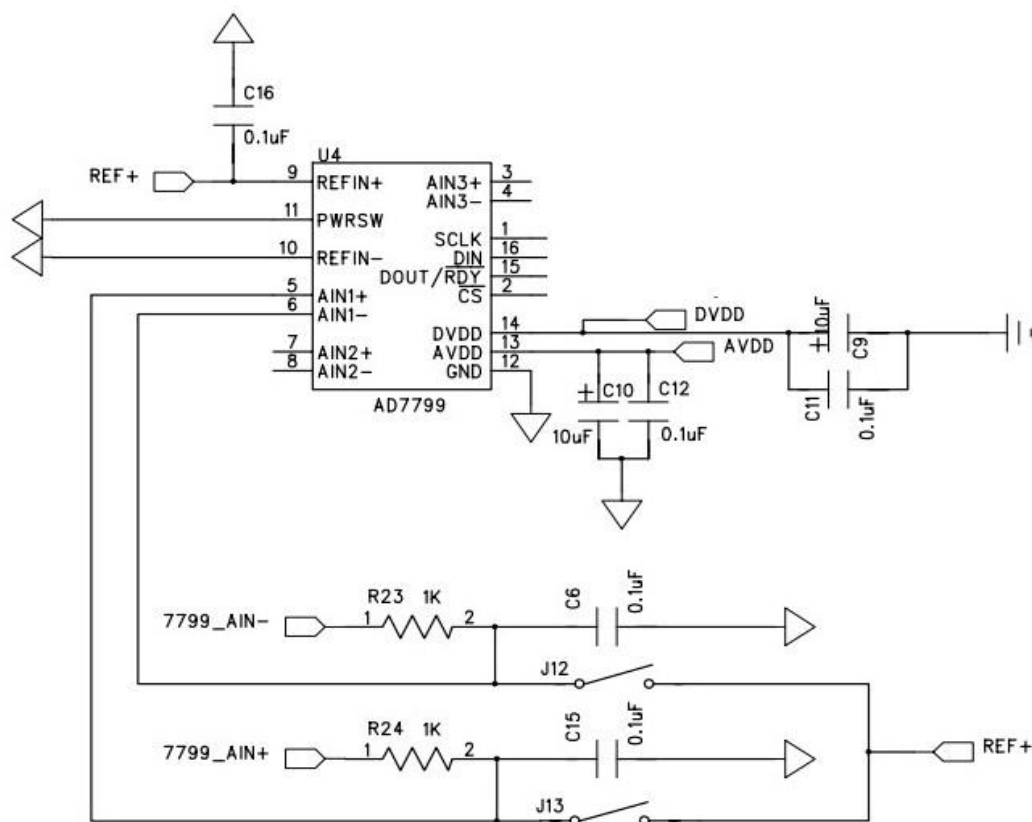 C16
0.1uF
U4
REF+
9
REFIN+
AIN3+
3
AIN3-
4
11
PWRSW
SCLK
1
DIN
16
10
REFIN-
DOUT/RDY
15
5
AIN1+
CS
2
6
AIN1-
DVDD
14
DVDD
7
AIN2+
AVDD
13
AVDD
8
AIN2-
GND
12
AD7799
+
C10
C12
10uF
0.1uF
+
10uF
C9
C11
0.1uF
R23 1K
C6
0.1uF
7799_AIN-
1
2
J12
R24 1K
C15
0.1uF
7799_AIN+
1
2
REF+
J13